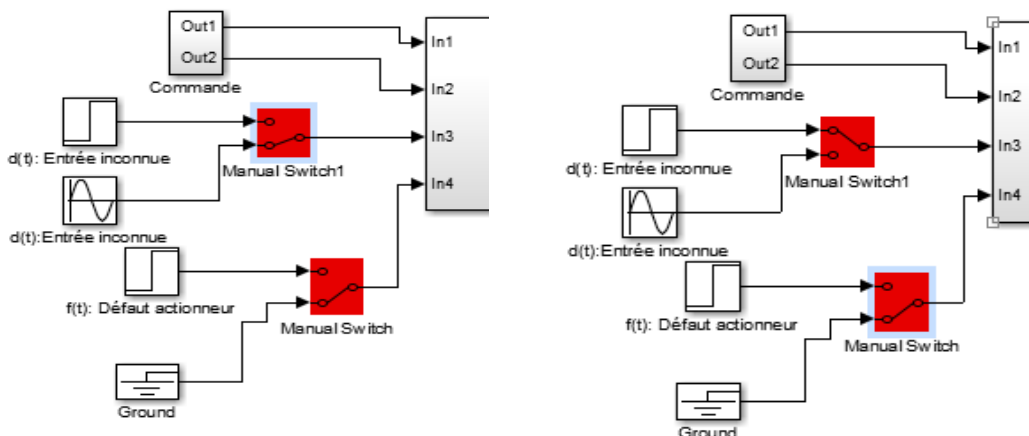 Out1
Out2
Commande
In1
In2
In3
In4
d(t): Entrée inconnue
Manual Switch1
d(t):Entrée inconnue
f(t): Défaut actionneur
Manual Switch
Ground
Out1
Out2
Commande
In1
In2
In3
In4
d(t): Entrée inconnue
Manual Switch1
d(t):Entrée inconnue
f(t): Défaut actionneur
Manual Switch
Ground